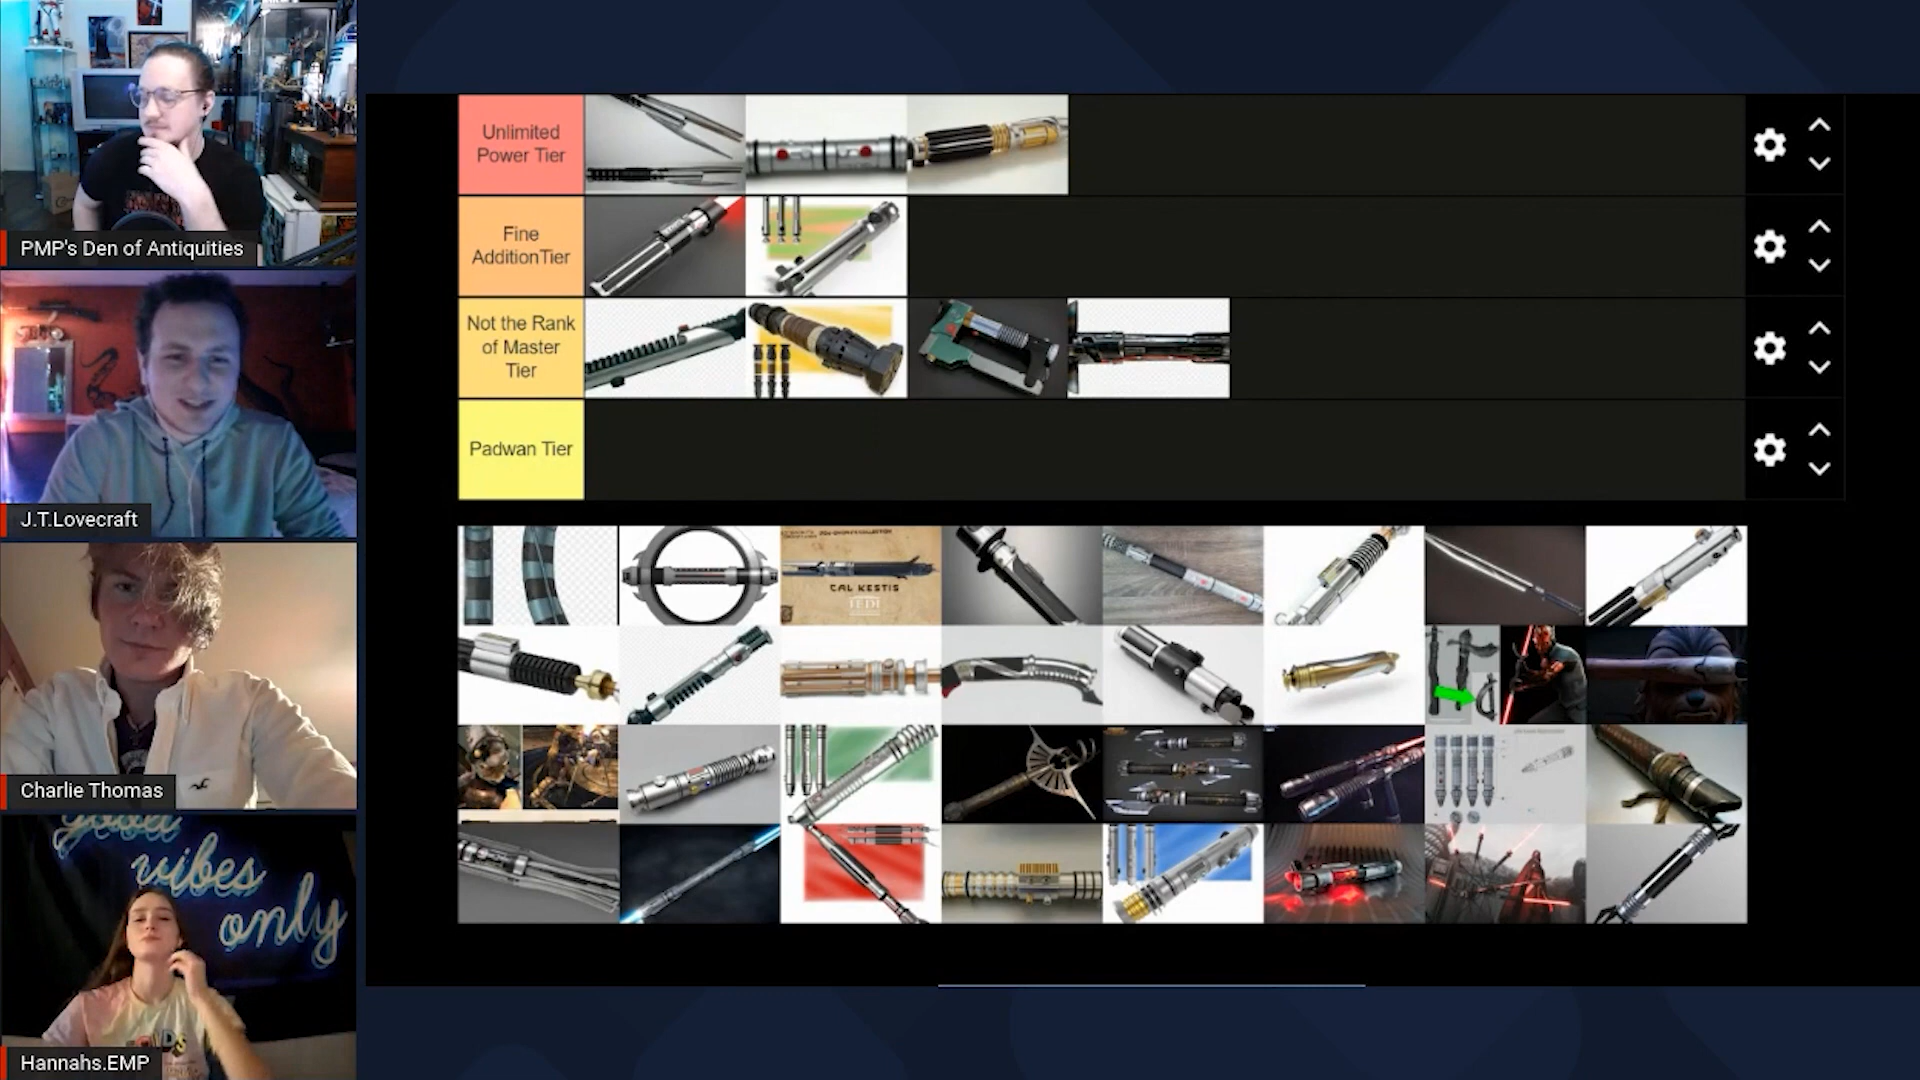 PMP's Den of Antiquities
J.T.Lovecraft
Charlie Thomas
good
vibes
only
Hannahs.EMP
Unlimited
Power Tier
Fine
AdditionTier
Not the Rank
of Master
Tier
Padwan Tier
CAL KESTIS
JEDI